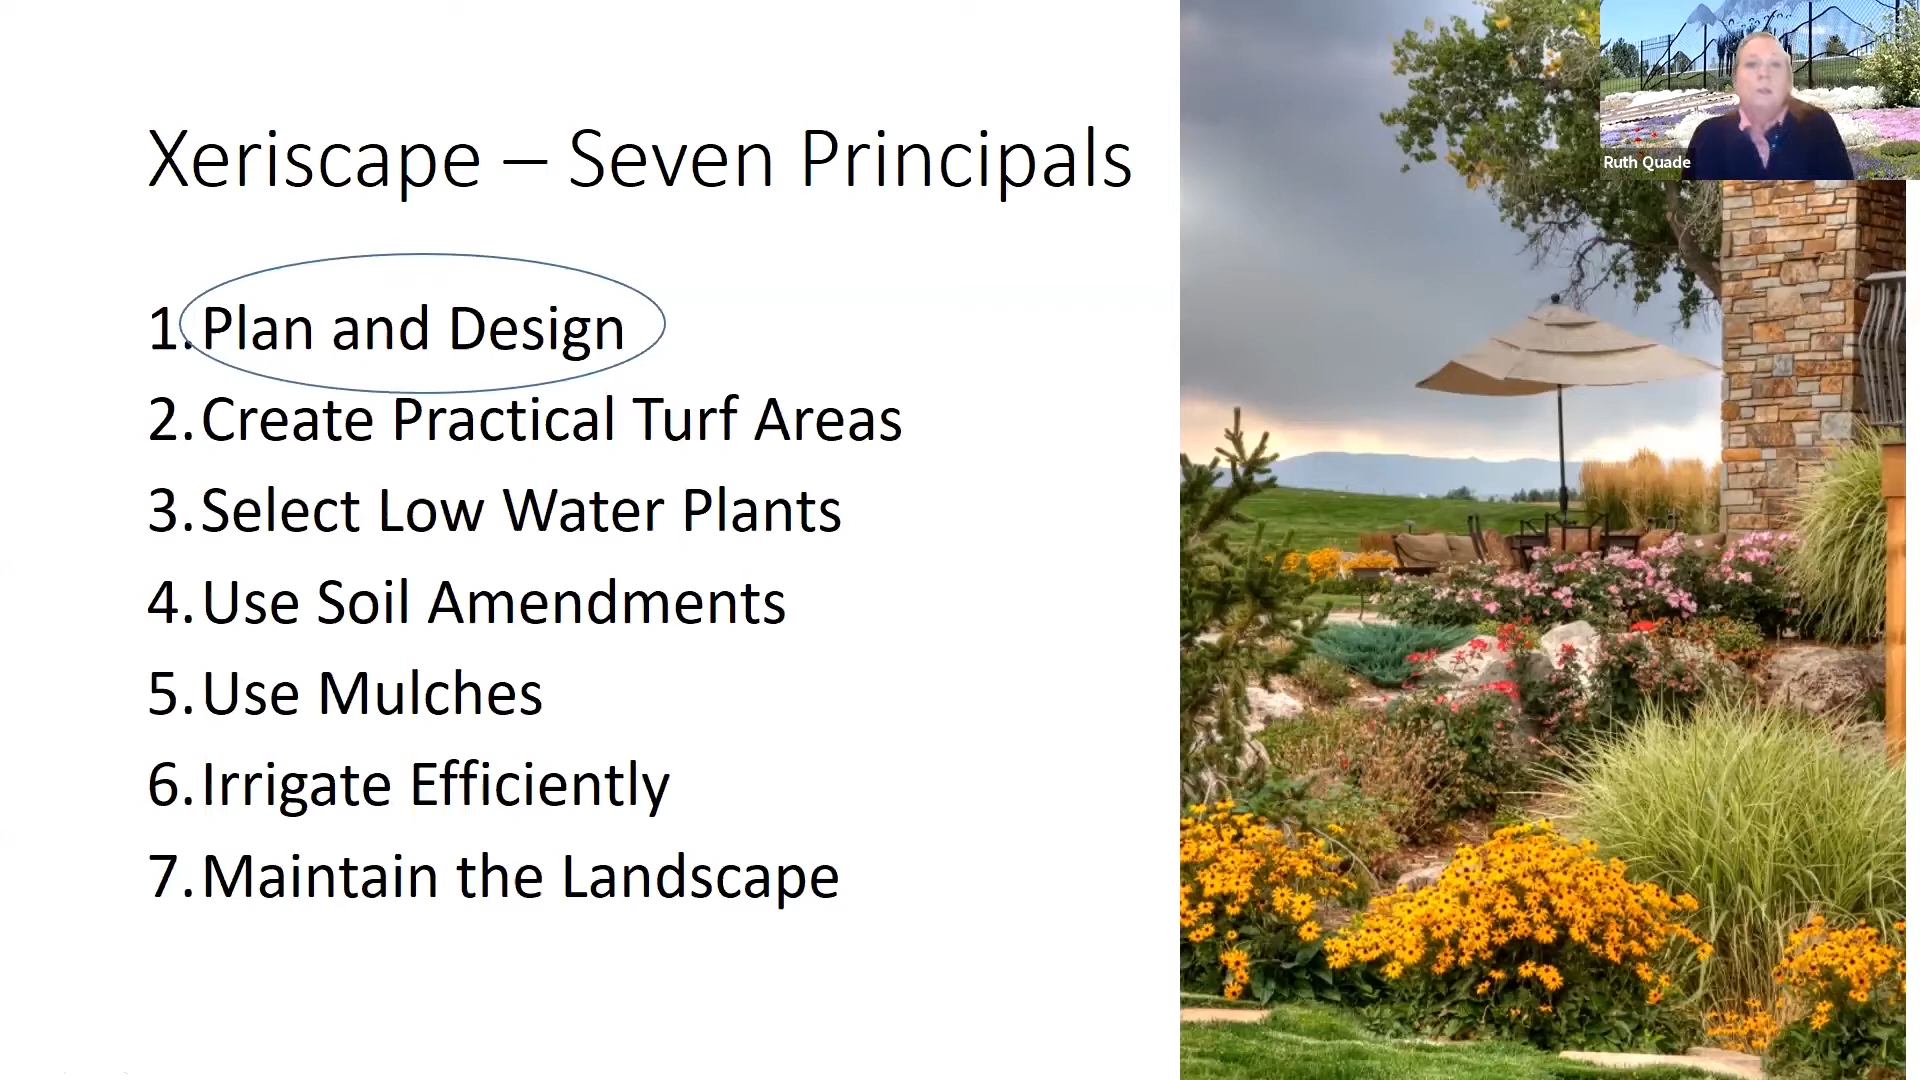 Xeriscape – Seven Principals
1. Plan and Design
2. Create Practical Turf Areas
3. Select Low Water Plants
4. Use Soil Amendments
5. Use Mulches
6. Irrigate Efficiently
7. Maintain the Landscape
Ruth Quade